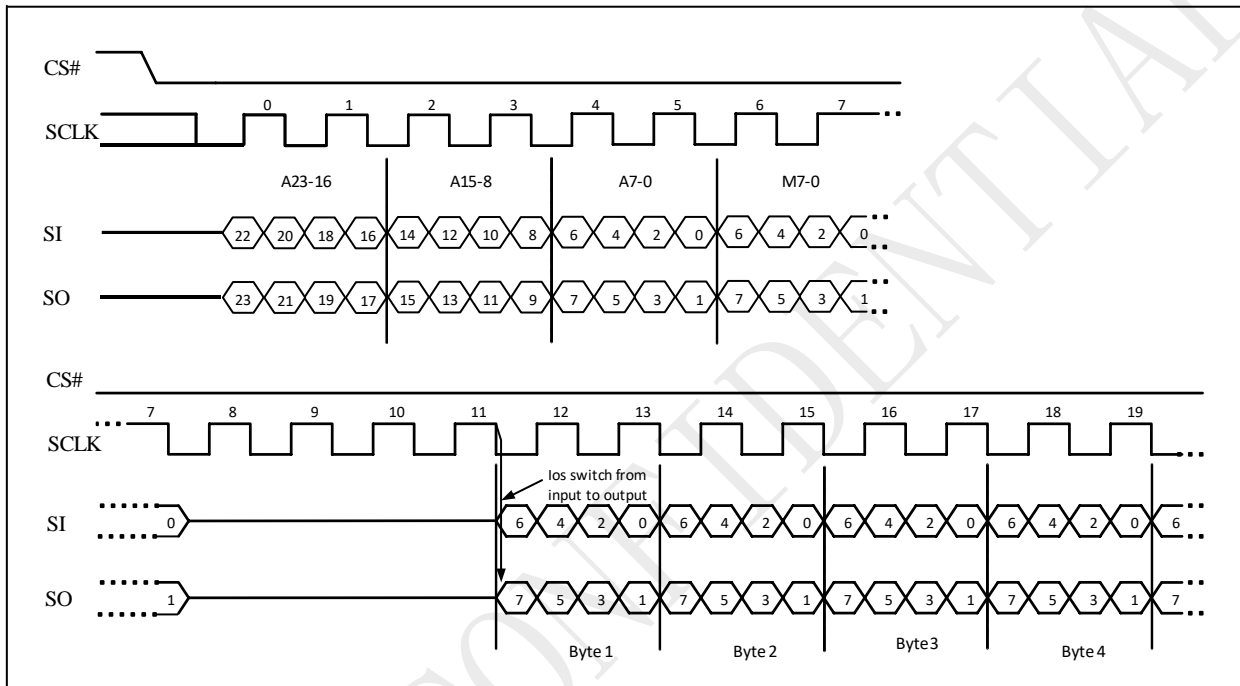 CS#
0 1 2 3 4 5 6 7
SCLK
A23-16 A15-8 A7-0 M7-0
SI 22 20 18 16 14 12 10 8 6 4 2 0 6 4 2 0
SO 23 21 19 17 15 13 11 9 7 5 3 1 7 5 3 1
CS#
7 8 9 10 11 12 13 14 15 16 17 18 19
SCLK
Ios switch from
input to output
SI 0 6 4 2 0 6 4 2 0 6 4 2 0 6 4 2 0 6
SO 1 7 5 3 1 7 5 3 1 7 5 3 1 7 5 3 1 7
Byte 1 Byte 2 Byte3 Byte 4
CONFIDENTIAL